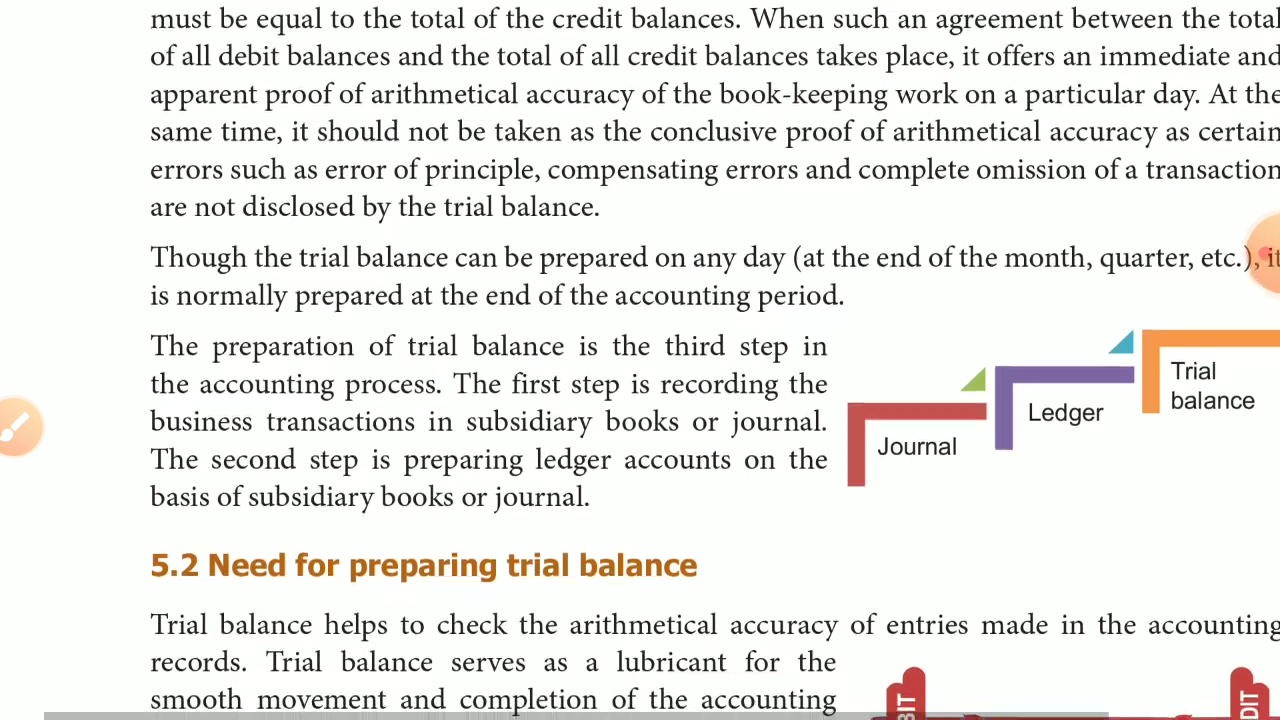 must be equal to the total of the credit balances. When such an agreement between the total
of all debit balances and the total of all credit balances takes place, it offers an immediate and
apparent proof of arithmetical accuracy of the book-keeping work on a particular day. At the
same time, it should not be taken as the conclusive proof of arithmetical accuracy as certain
errors such as error of principle, compensating errors and complete omission of a transaction
are not disclosed by the trial balance.
Though the trial balance can be prepared on any day (at the end of the month, quarter, etc.), it
is normally prepared at the end of the accounting period.
The preparation of trial balance is the third step in
the accounting process. The first step is recording the
business transactions in subsidiary books or journal.
The second step is preparing ledger accounts on the
basis of subsidiary books or journal.
Journal
Ledger
Trial
balance
5.2 Need for preparing trial balance
Trial balance helps to check the arithmetical accuracy of entries made in the accounting
records. Trial balance serves as a lubricant for the
smooth movement and completion of the accounting